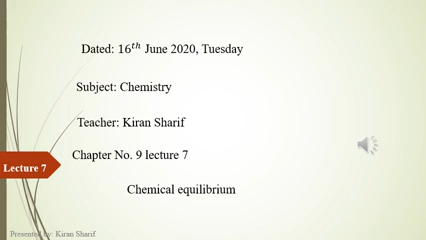 Dated: 16𝑡ℎ June 2020, Tuesday
Subject: Chemistry
Teacher: Kiran Sharif
Chapter No. 9 lecture 7
Lecture 7
Chemical equilibrium
Presented by: Kiran Sharif